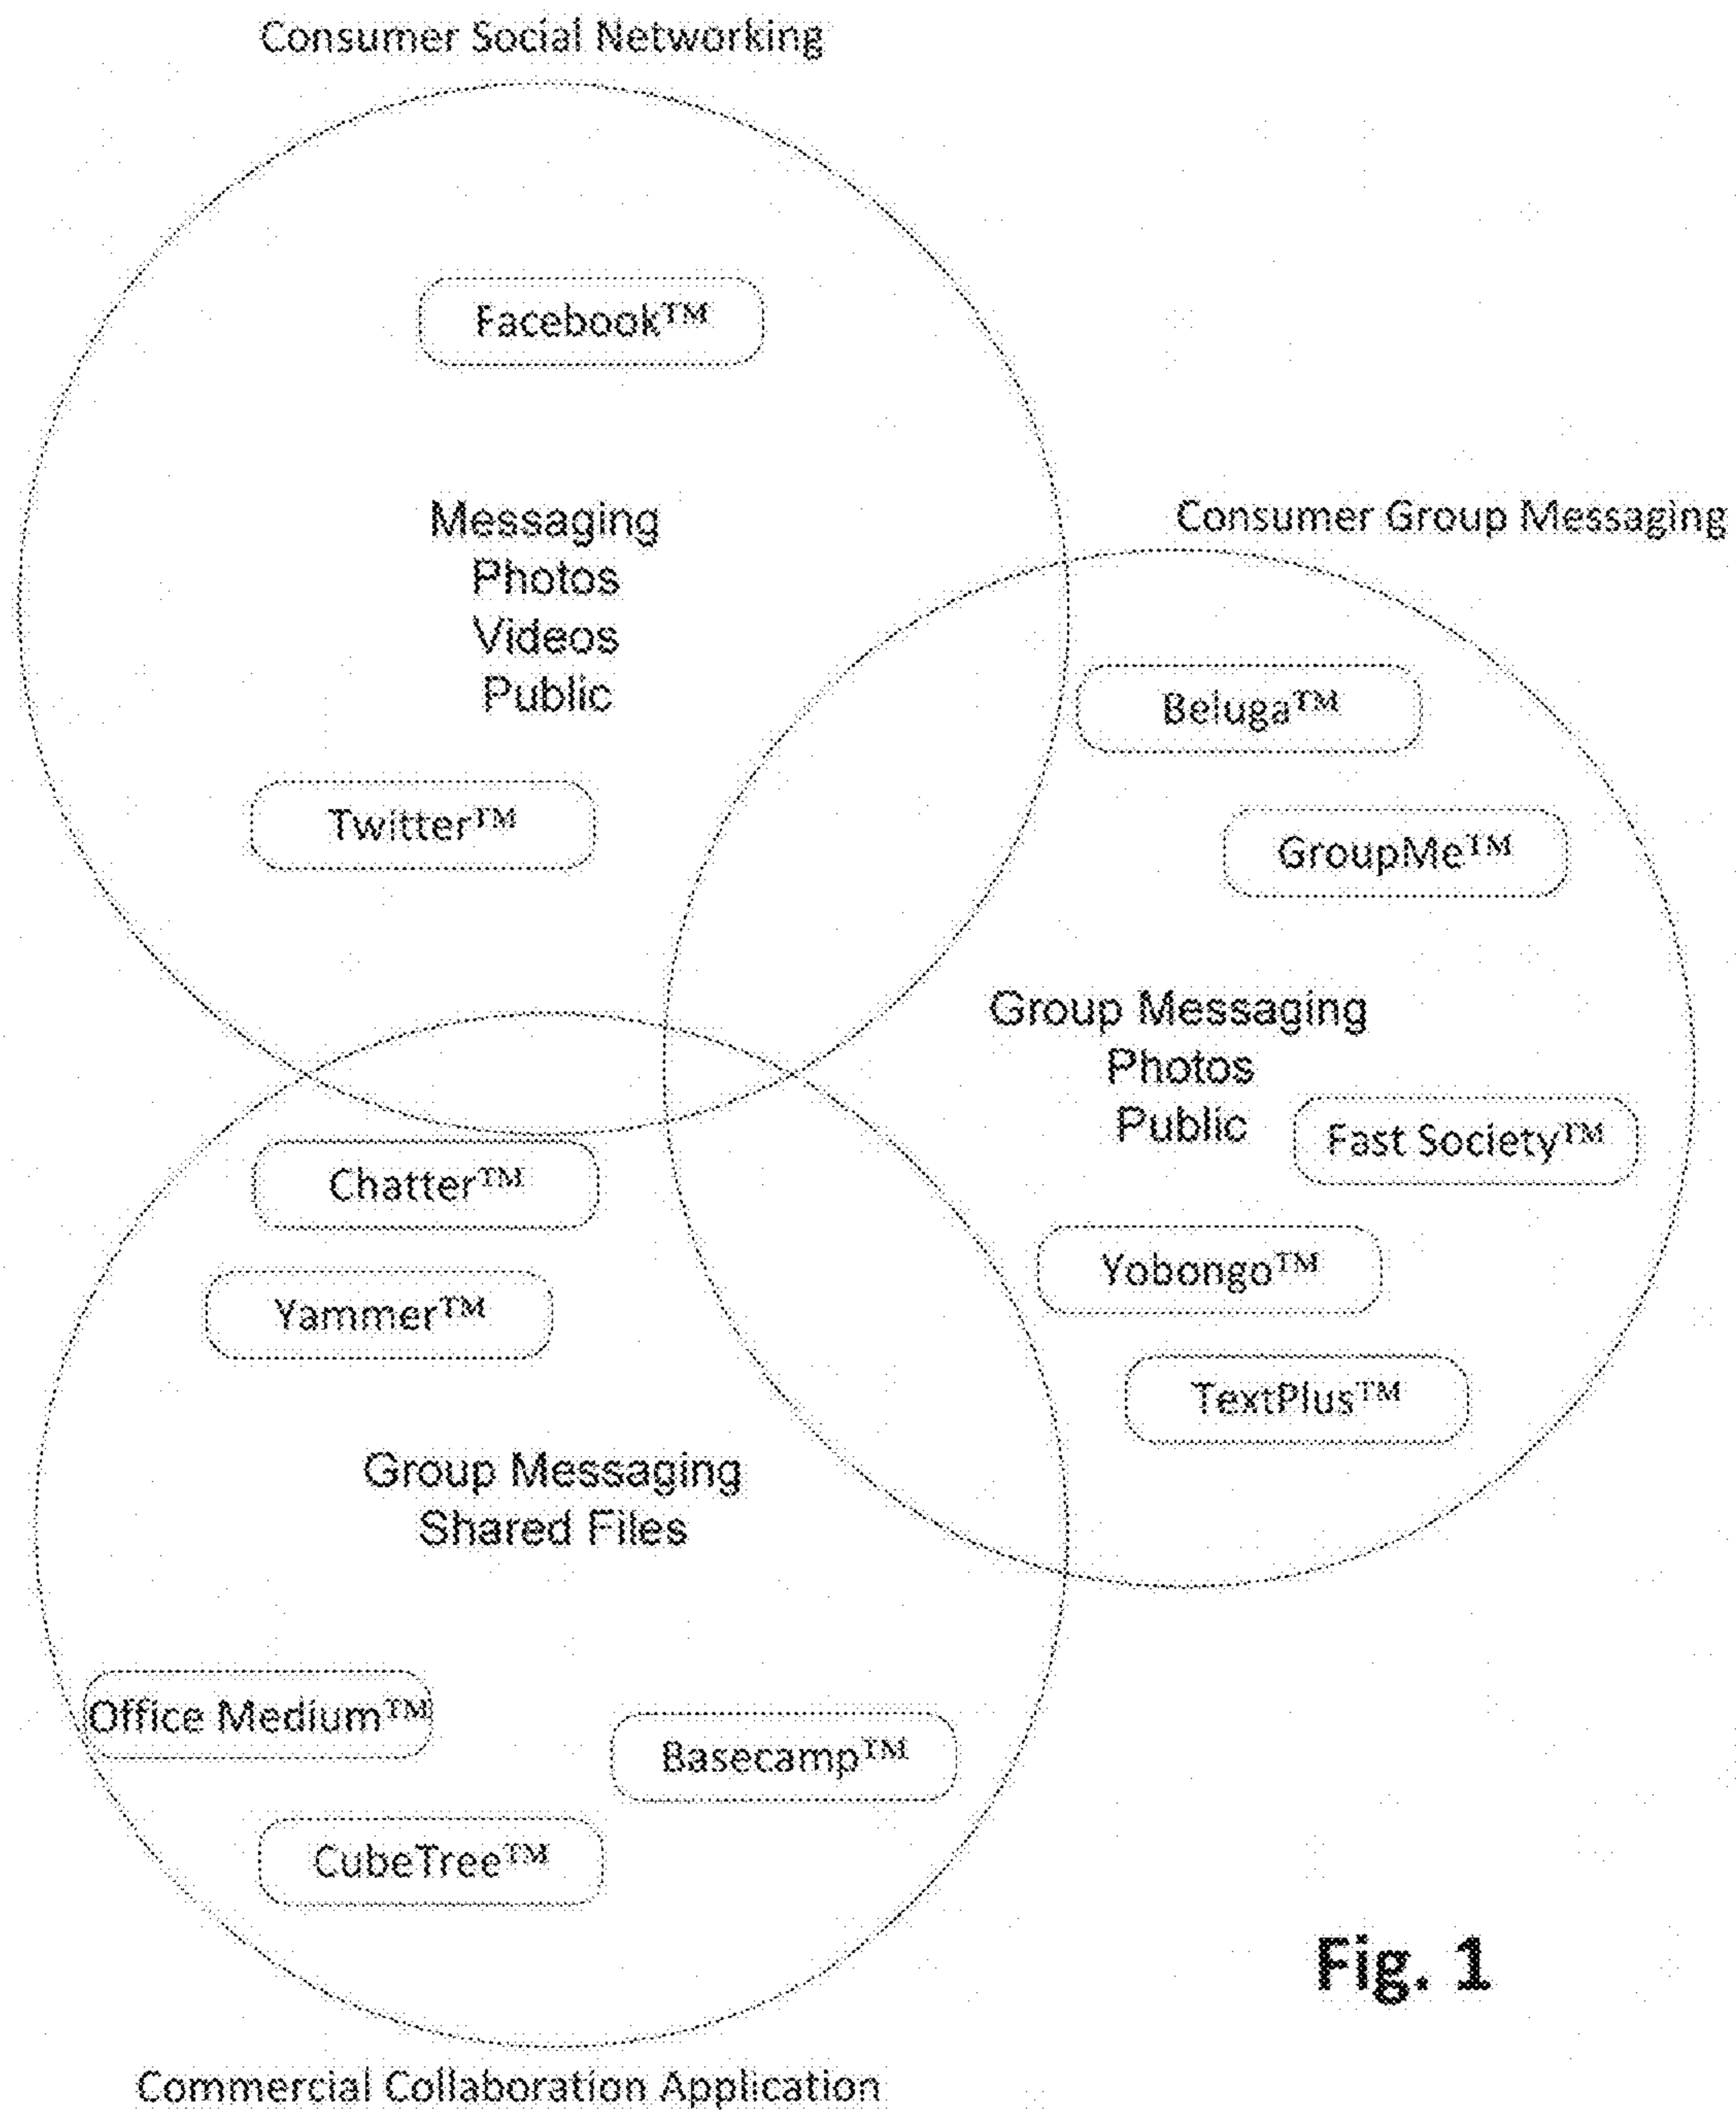 Consumer Social Networking
Facebook™
Messaging
Photos
Videos
Public
Twitter™
Consumer Group Messaging
Beluga™
GroupMe™
Group Messaging
Photos
Public
Fast Society™
Yobongo™
TextPlus™
Chatter™
Yammer™
Group Messaging
Shared Files
Office Medium™
Basecamp™
CubeTree™
Commercial Collaboration Application
Fig. 1